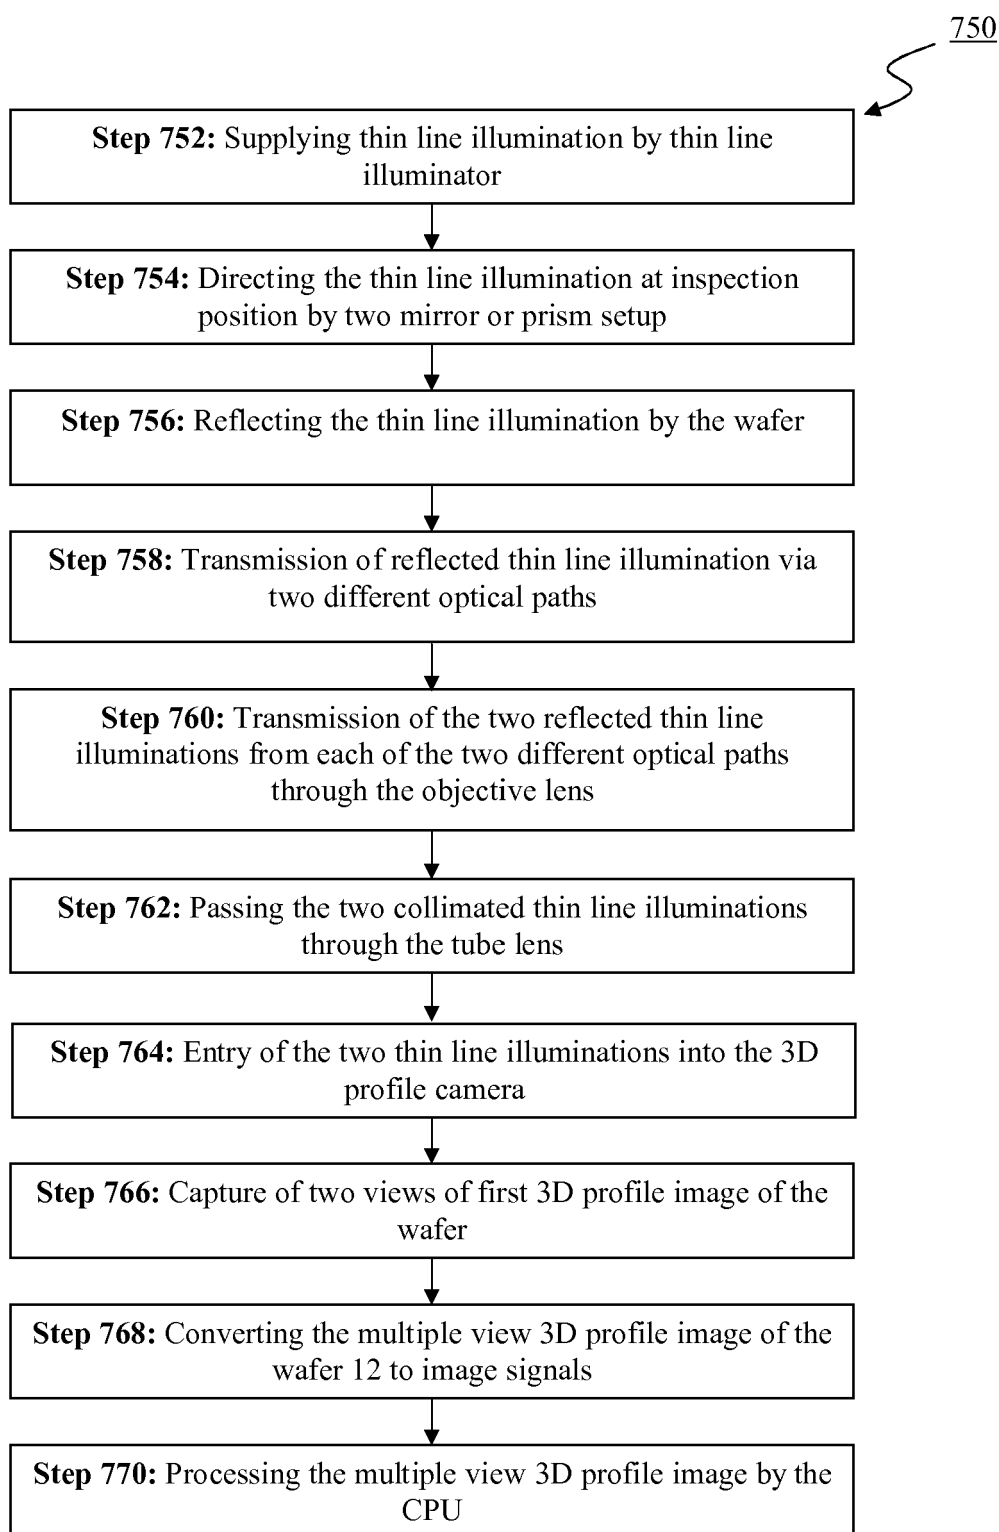 750
Step 752: Supplying thin line illumination by thin line
illuminator
Step 754: Directing the thin line illumination at inspection
position by two mirror or prism setup
Step 756: Reflecting the thin line illumination by the wafer
Step 758: Transmission of reflected thin line illumination via
two different optical paths
Step 760: Transmission of the two reflected thin line
illuminations from each of the two different optical paths
through the objective lens
Step 762: Passing the two collimated thin line illuminations
through the tube lens
Step 764: Entry of the two thin line illuminations into the 3D
profile camera
Step 766: Capture of two views of first 3D profile image of the
wafer
Step 768: Converting the multiple view 3D profile image of the
wafer 12 to image signals
Step 770: Processing the multiple view 3D profile image by the
CPU